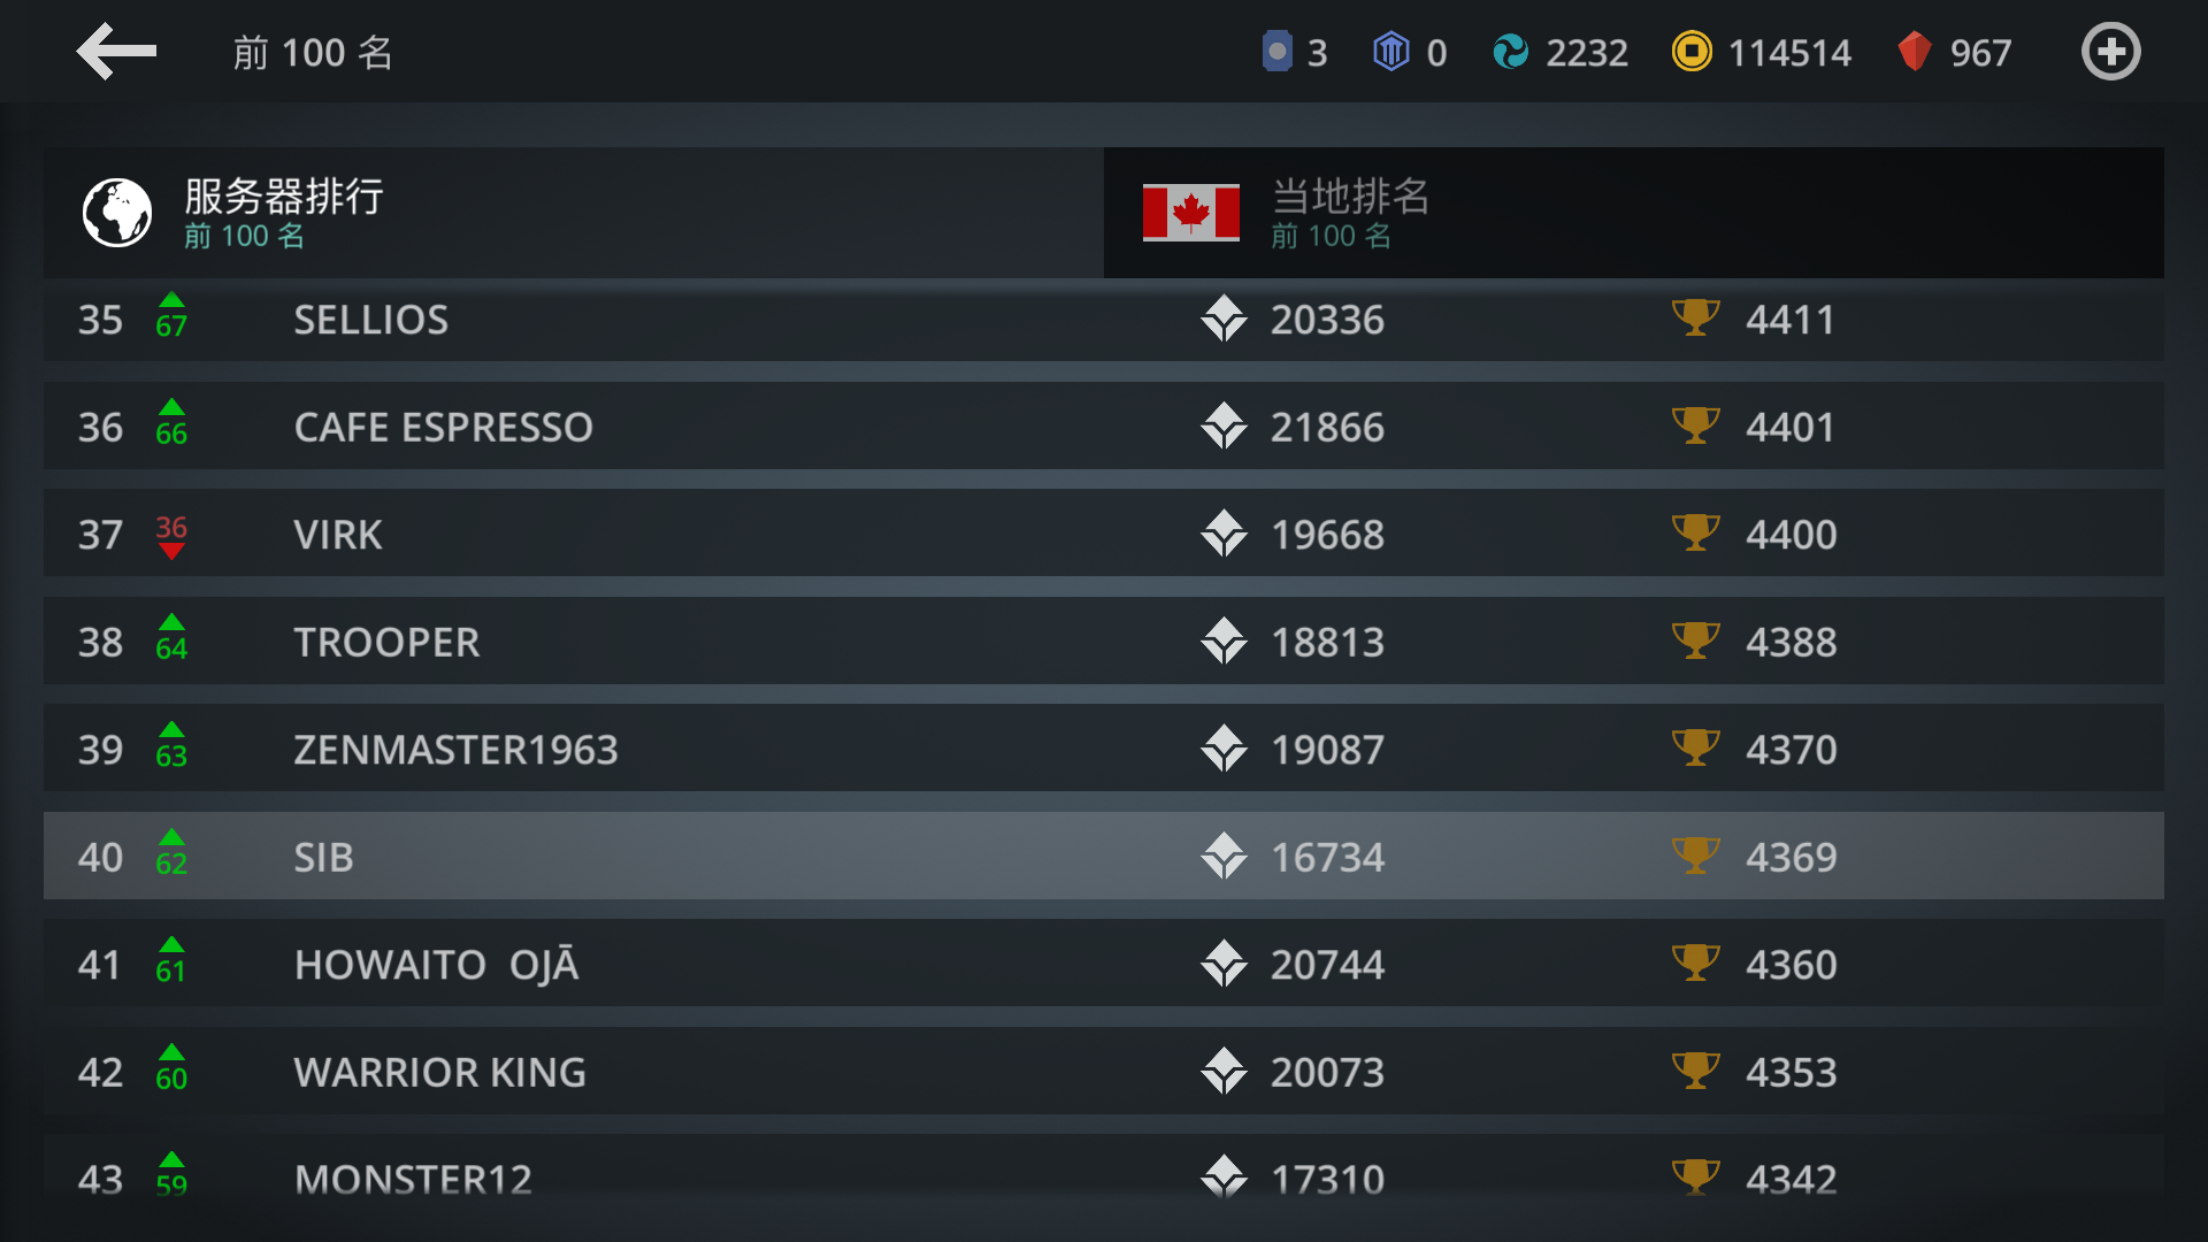 前 100 名 3 0 2232 114514 967
服务器排行 当地排名
前 100 名 前 100 名
35 67 SELLIOS 20336 4411
36 66 CAFE ESPRESSO 21866 4401
37 36 VIRK 19668 4400
38 64 TROOPER 18813 4388
39 63 ZENMASTER1963 19087 4370
40 62 SIB 16734 4369
41 61 HOWAITO  OJĀ 20744 4360
42 60 WARRIOR KING 20073 4353
43 59 MONSTER12 17310 4342